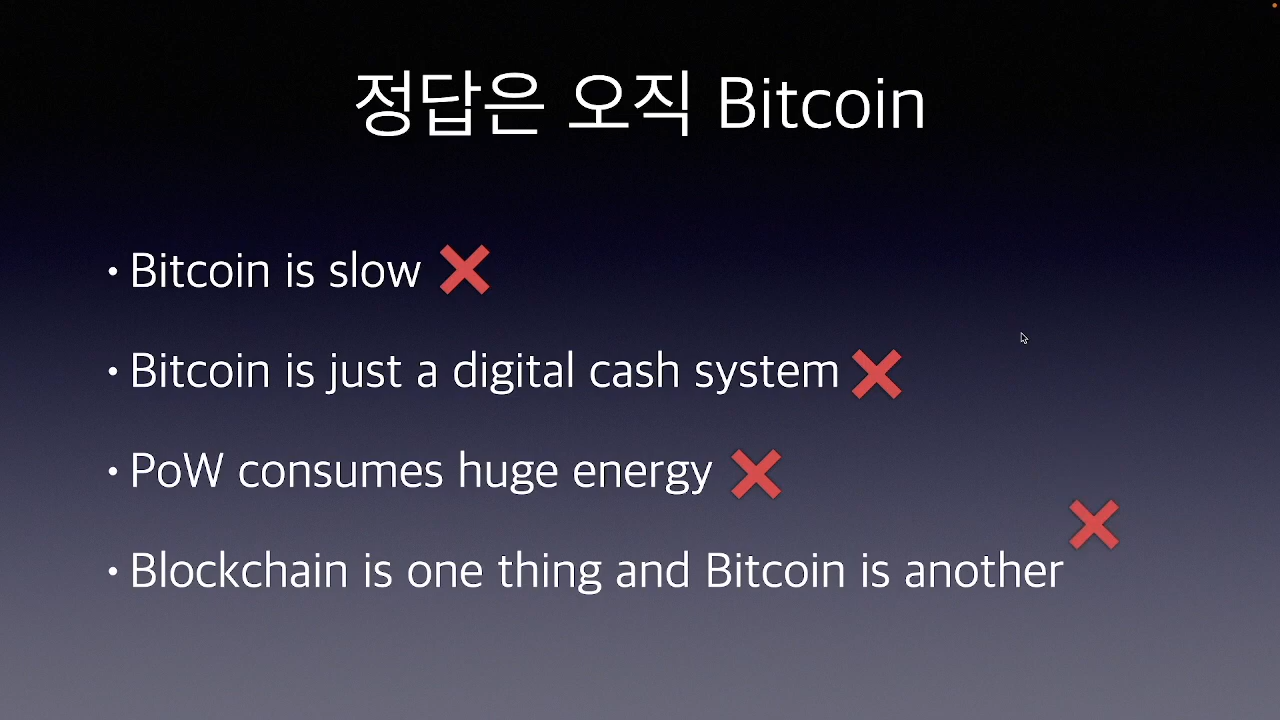 정답은 오직 Bitcoin
• Bitcoin is slow ❌
• Bitcoin is just a digital cash system ❌
• PoW consumes huge energy ❌
• Blockchain is one thing and Bitcoin is another ❌